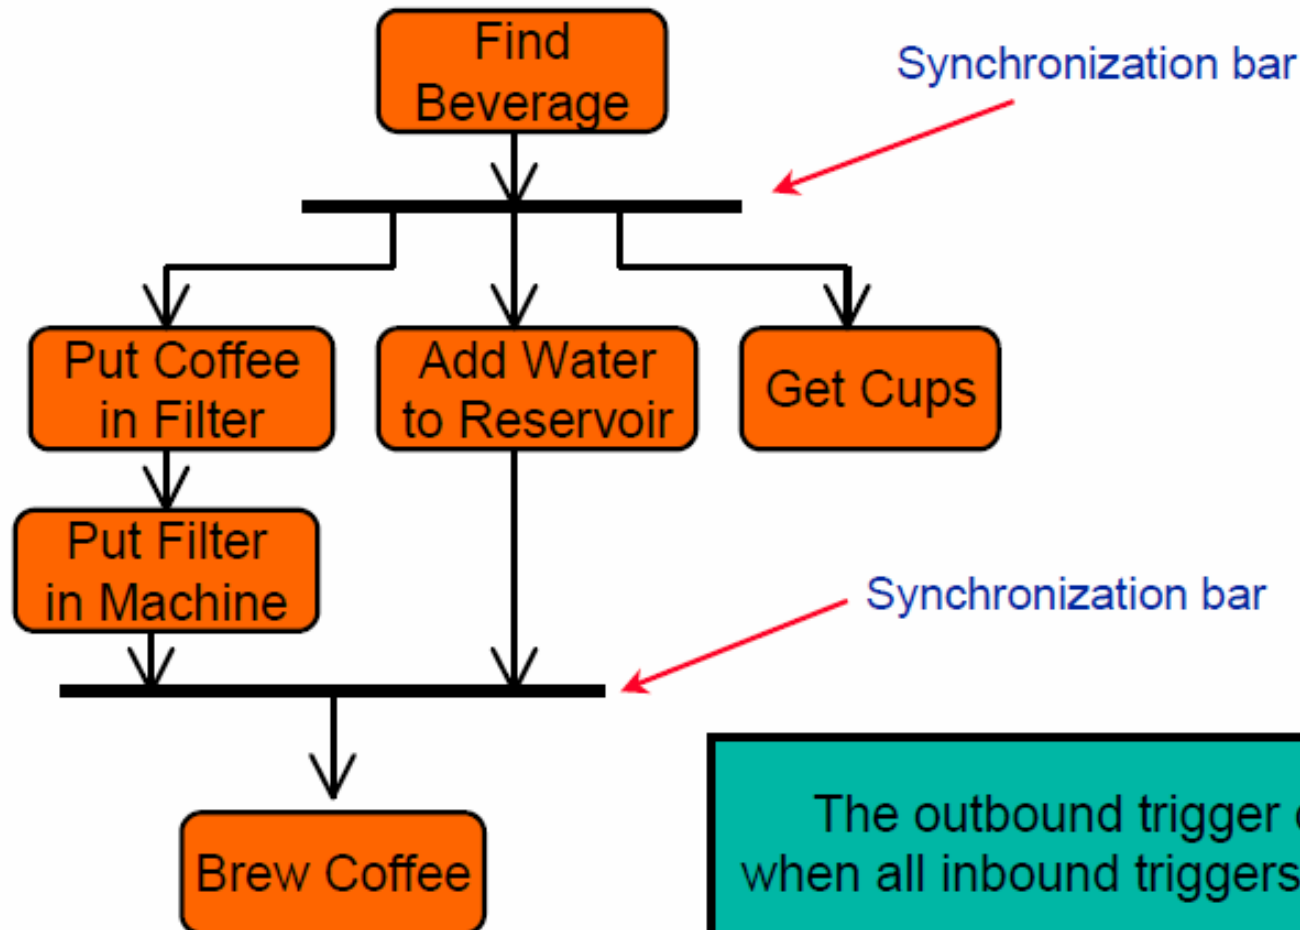 Find
Beverage
Synchronization bar
Put Coffee
in Filter
Add Water
to Reservoir
Get Cups
Put Filter
in Machine
Synchronization bar
Brew Coffee
The outbound trigger
when all inbound triggers